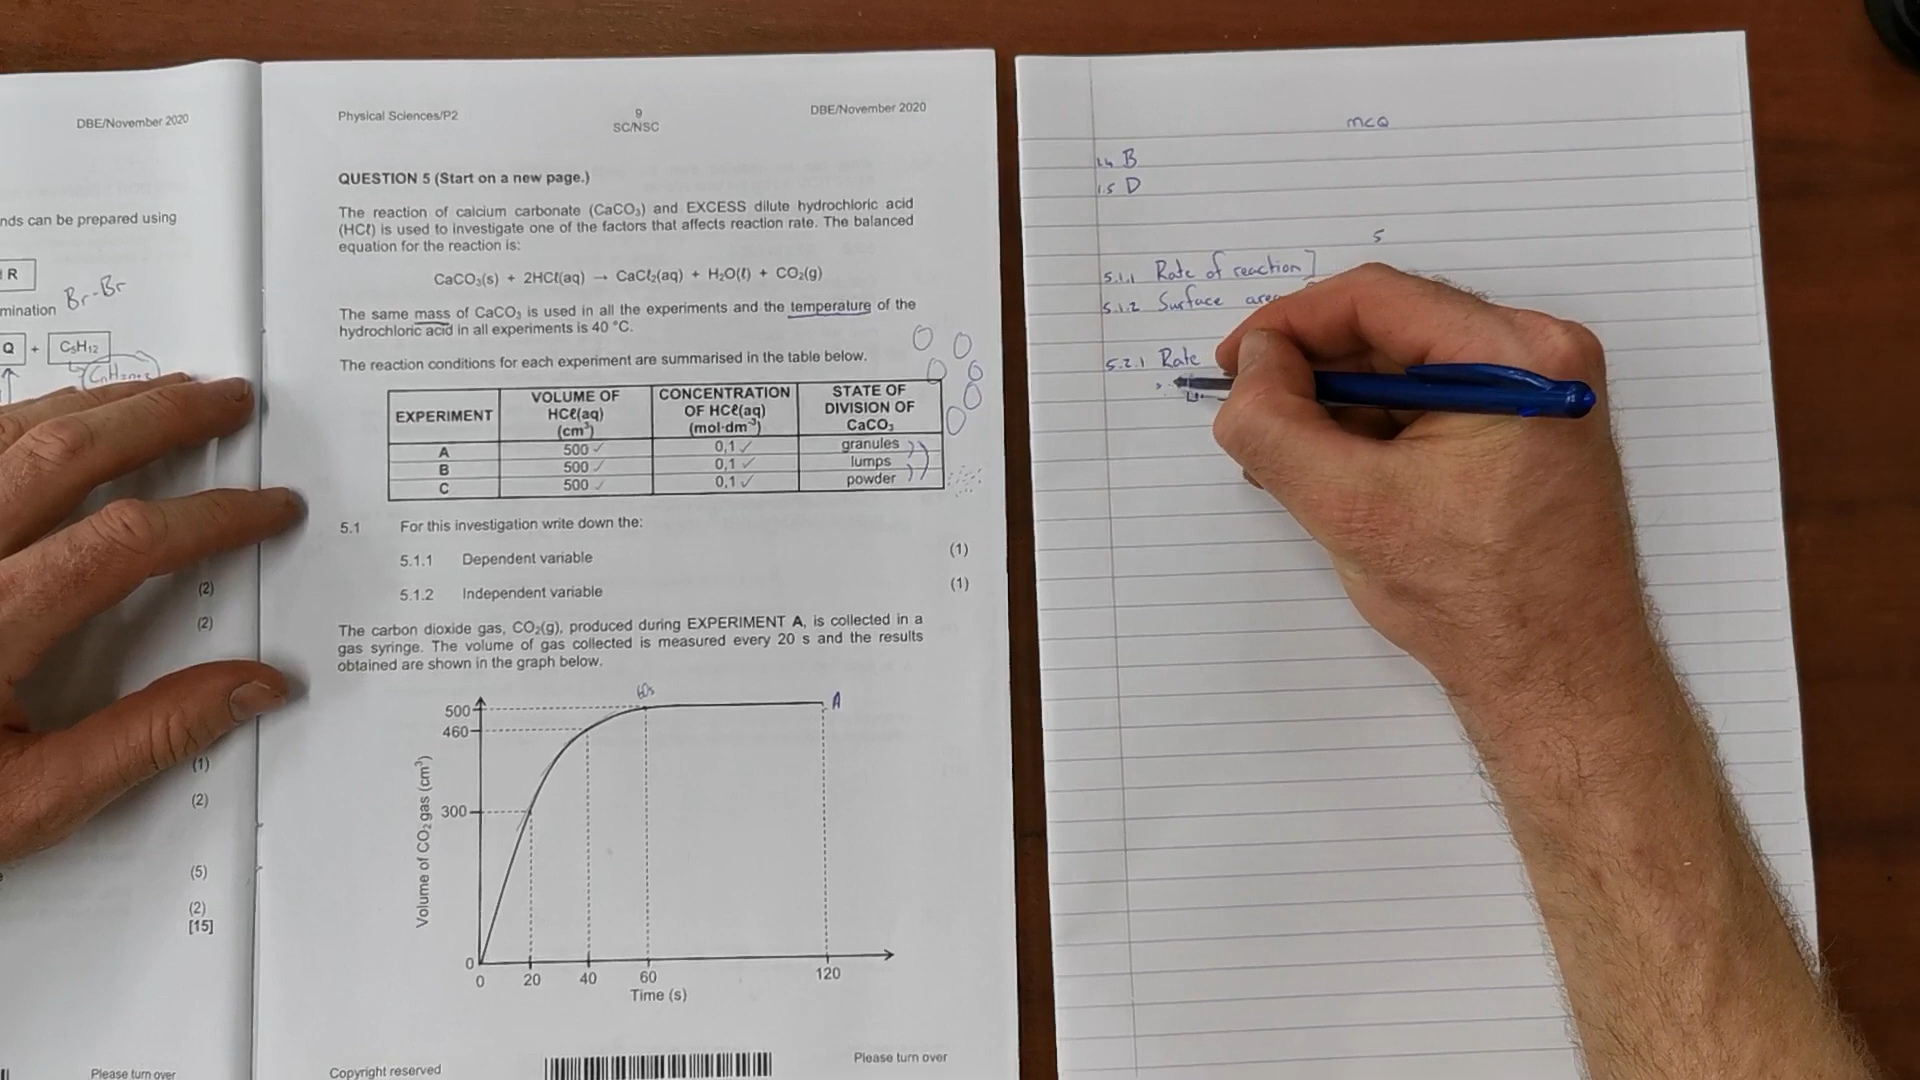 DBE/November 2020
nds can be prepared using
R
mination Br-Br
Q + C₅H₁₂
(2)
(2)
(1)
(2)
(5)
(2)
[15]
Please turn over
Physical Sciences/P2
9
SC/NSC
DBE/November 2020
QUESTION 5 (Start on a new page.)
The reaction of calcium carbonate (CaCO₃) and EXCESS dilute hydrochloric acid
(HCℓ) is used to investigate one of the factors that affects reaction rate. The balanced
equation for the reaction is:
CaCO₃(s) + 2HCℓ(aq) → CaCℓ₂(aq) + H₂O(ℓ) + CO₂(g)
The same mass of CaCO₃ is used in all the experiments and the temperature of the
hydrochloric acid in all experiments is 40 °C.
The reaction conditions for each experiment are summarised in the table below.
EXPERIMENT
VOLUME OF
HCℓ(aq)
(cm³)
CONCENTRATION
OF HCℓ(aq)
(mol·dm⁻³)
STATE OF
DIVISION OF
CaCO₃
A 500 ✓ 0,1 ✓ granules
B 500 ✓ 0,1 ✓ lumps
C 500 ✓ 0,1 ✓ powder
5.1 For this investigation write down the:
5.1.1 Dependent variable (1)
5.1.2 Independent variable (1)
The carbon dioxide gas, CO₂(g), produced during EXPERIMENT A, is collected in a
gas syringe. The volume of gas collected is measured every 20 s and the results
obtained are shown in the graph below.
60s
A
500
460
300
0
Volume of CO₂ gas (cm³)
0 20 40 60 120
Time (s)
Copyright reserved
Please turn over
MCQ
1.4 B
1.5 D
5
5.1.1 Rate of reaction]
5.1.2 Surface area
5.2.1 Rate